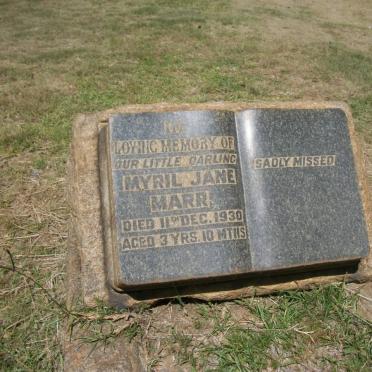 IN
LOVING MEMORY OF
OUR LITTLE DARLING
MYRIL JANE
MARR,
DIED 11TH DEC. 1930
AGED 3 YRS. 10 MTHS
SADLY MISSED